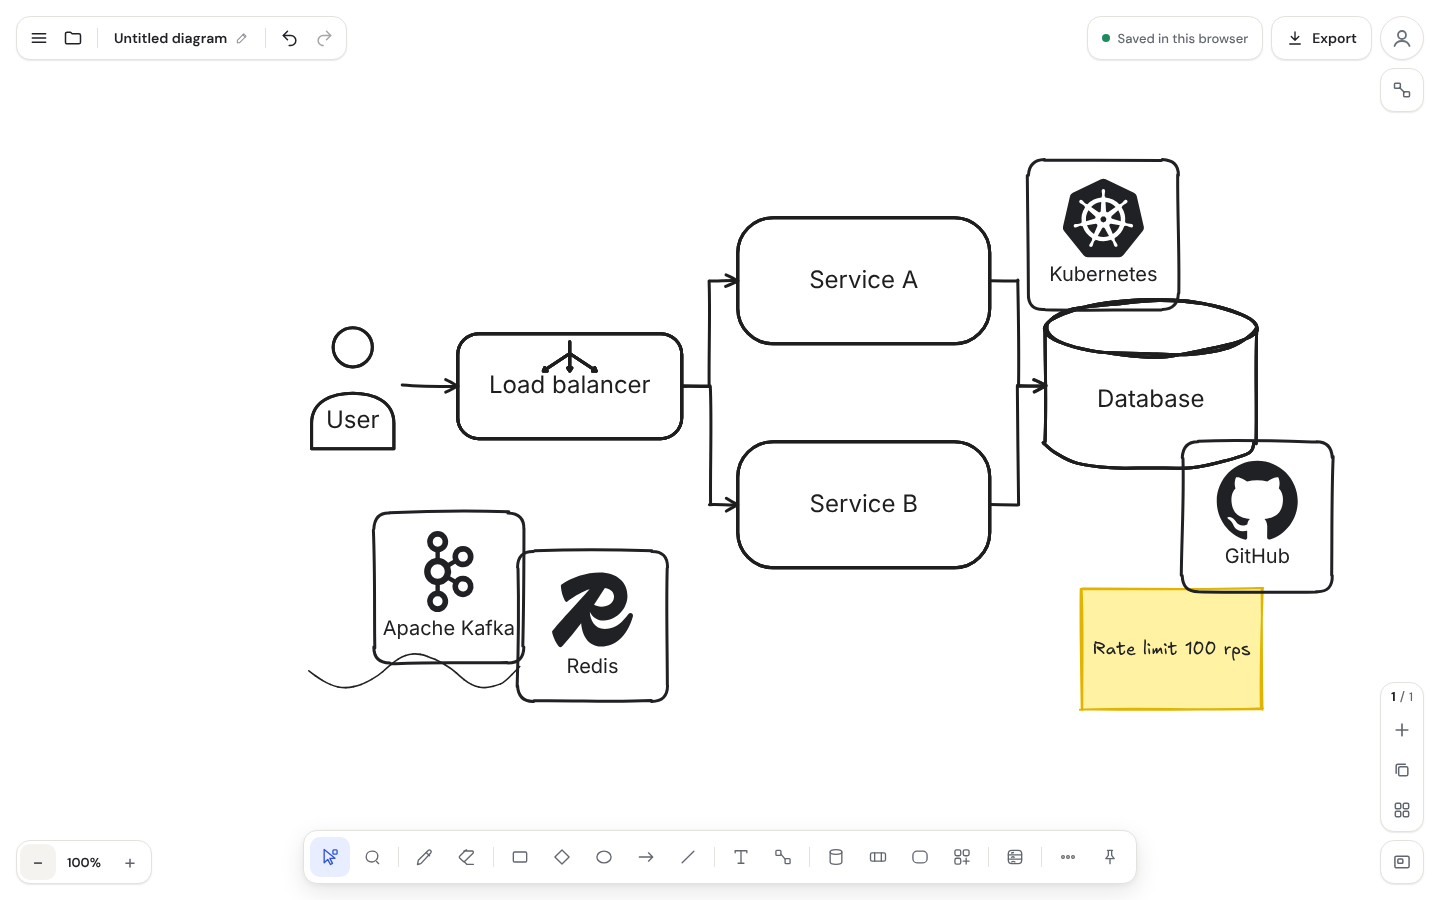 Untitled diagram
Saved in this browser
Export
Kubernetes
Service A
Load balancer
User
Database
Service B
GitHub
Apache Kafka
Redis
Rate limit 100 rps
1 / 1
100%